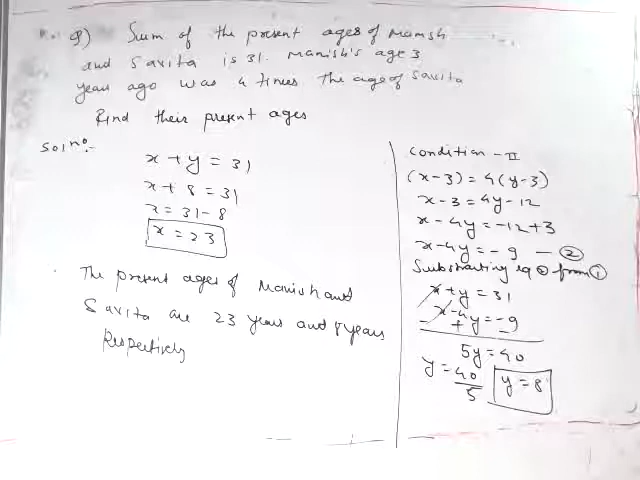 Q) Sum of the present ages of Manish
and Savita is 31. Manish's age 3
years ago was 4 times the age of Savita
Find their present ages
Soln:-
x + y = 31
x + 8 = 31
x = 31 - 8
x = 23
The present ages of Manish and
Savita are 23 years and 8 years
Respectively
Condition - II
(x-3) = 4(y-3)
x-3 = 4y-12
x-4y = -12+3
x-4y = -9 — ②
Substracting eq ② from ①
x+y = 31
x-4y = -9
- + -
5y = 40
y = 40/5
y = 8